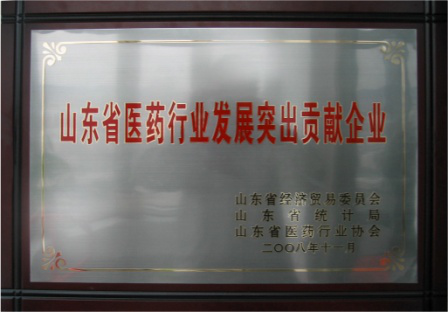 山东省医药行业发展突出贡献企业
山东省经济贸易委员会
山东省统计局
山东省医药行业协会
二〇〇八年十一月